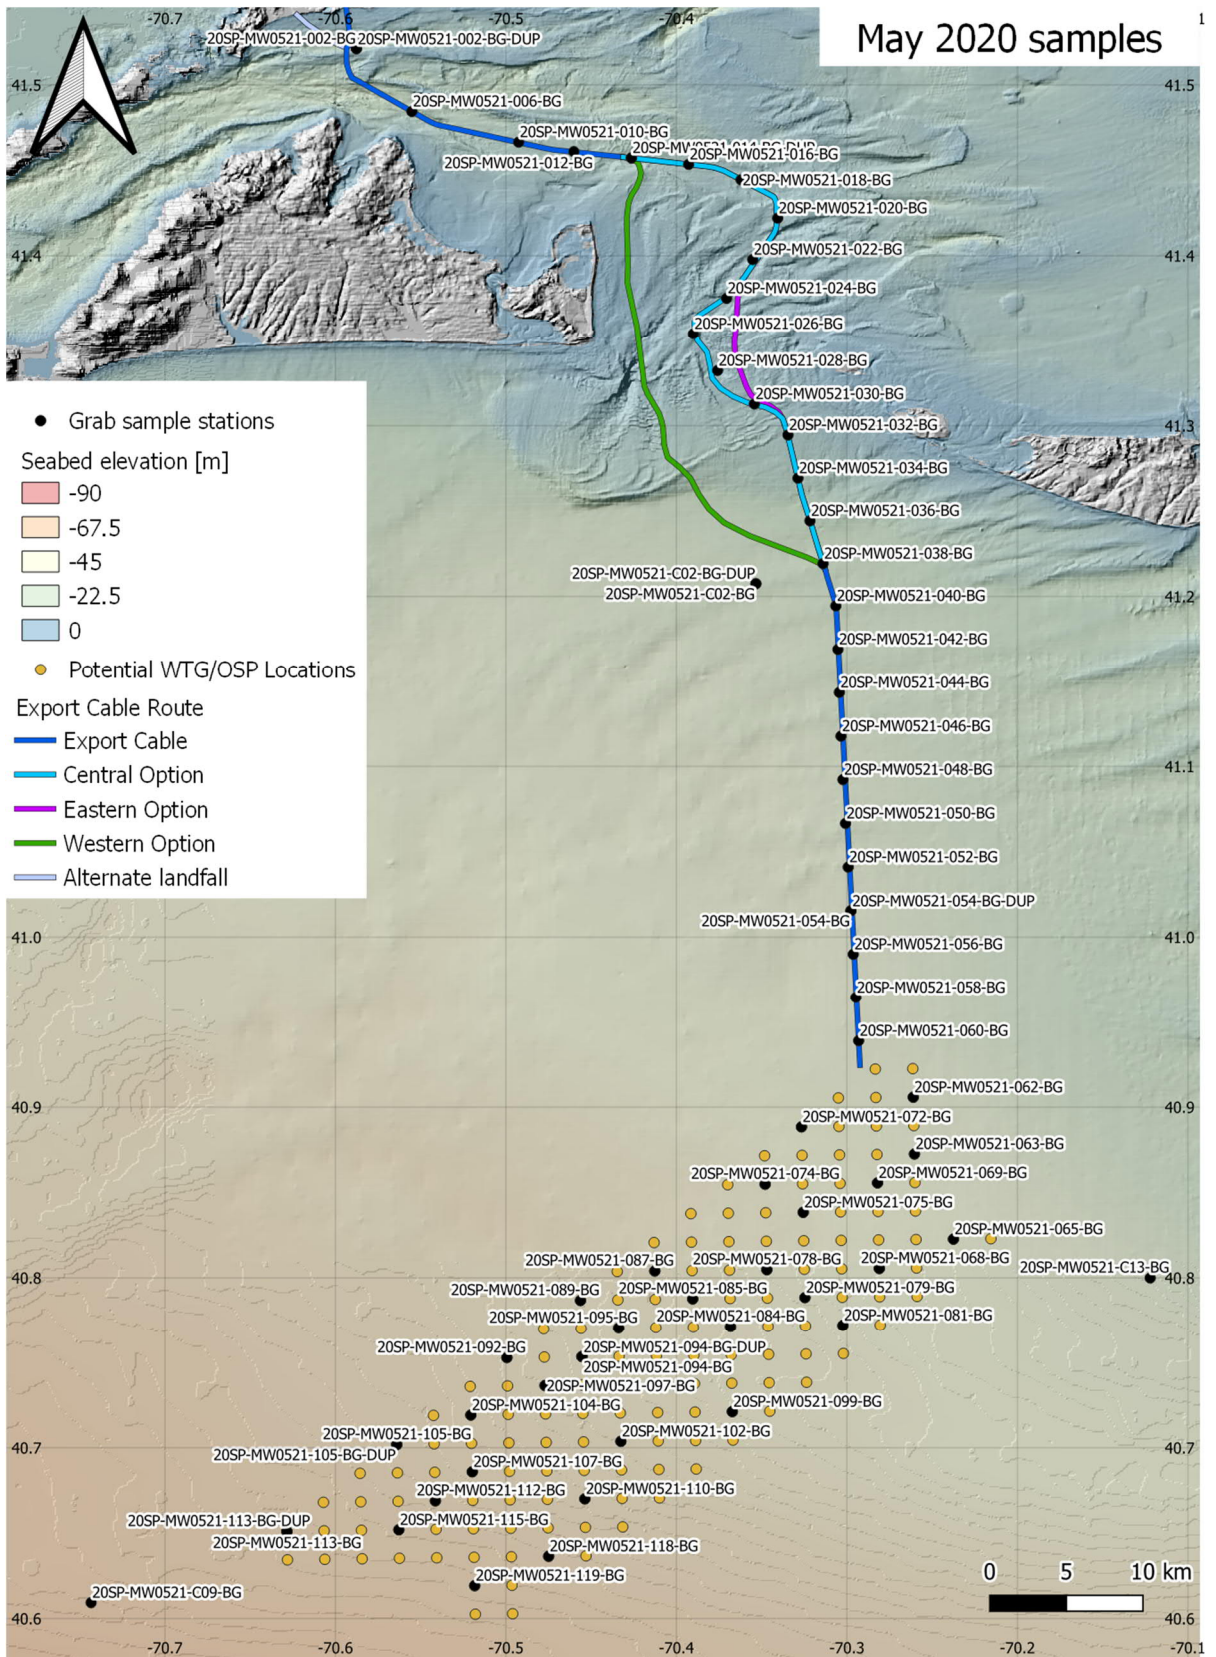 May 2020 samples
-70.7
-70.6
-70.5
-70.4
1
20SP-MW0521-002-BG
20SP-MW0521-002-BG-DUP
41.5
41.5
20SP-MW0521-006-BG
20SP-MW0521-010-BG
20SP-MW0521-012-BG
20SP-MW0521-014-BG-DUP
20SP-MW0521-016-BG
20SP-MW0521-018-BG
20SP-MW0521-020-BG
20SP-MW0521-022-BG
41.4
41.4
20SP-MW0521-024-BG
20SP-MW0521-026-BG
20SP-MW0521-028-BG
20SP-MW0521-030-BG
20SP-MW0521-032-BG
41.3
20SP-MW0521-034-BG
20SP-MW0521-036-BG
20SP-MW0521-038-BG
20SP-MW0521-C02-BG-DUP
20SP-MW0521-C02-BG
20SP-MW0521-040-BG
41.2
20SP-MW0521-042-BG
20SP-MW0521-044-BG
20SP-MW0521-046-BG
20SP-MW0521-048-BG
41.1
20SP-MW0521-050-BG
20SP-MW0521-052-BG
20SP-MW0521-054-BG-DUP
20SP-MW0521-054-BG
41.0
41.0
20SP-MW0521-056-BG
20SP-MW0521-058-BG
20SP-MW0521-060-BG
Grab sample stations
Seabed elevation [m]
-90
-67.5
-45
-22.5
0
Potential WTG/OSP Locations
Export Cable Route
Export Cable
Central Option
Eastern Option
Western Option
Alternate landfall
20SP-MW0521-062-BG
40.9
40.9
20SP-MW0521-072-BG
20SP-MW0521-063-BG
20SP-MW0521-074-BG
20SP-MW0521-069-BG
20SP-MW0521-075-BG
20SP-MW0521-065-BG
20SP-MW0521-087-BG
20SP-MW0521-078-BG
20SP-MW0521-068-BG
20SP-MW0521-C13-BG
40.8
40.8
20SP-MW0521-089-BG
20SP-MW0521-085-BG
20SP-MW0521-079-BG
20SP-MW0521-095-BG
20SP-MW0521-084-BG
20SP-MW0521-081-BG
20SP-MW0521-092-BG
20SP-MW0521-094-BG-DUP
20SP-MW0521-094-BG
20SP-MW0521-097-BG
20SP-MW0521-104-BG
20SP-MW0521-099-BG
20SP-MW0521-105-BG
20SP-MW0521-102-BG
40.7
40.7
20SP-MW0521-105-BG-DUP
20SP-MW0521-107-BG
20SP-MW0521-112-BG
20SP-MW0521-110-BG
20SP-MW0521-113-BG-DUP
20SP-MW0521-115-BG
20SP-MW0521-113-BG
20SP-MW0521-118-BG
20SP-MW0521-119-BG
20SP-MW0521-C09-BG
0 5 10 km
40.6
40.6
-70.7
-70.6
-70.5
-70.4
-70.3
-70.2
-70.1